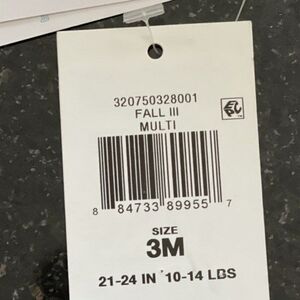 320750328001
FALL III
MULTI
8 84733 89955 7
SIZE
3M
21-24 IN 10-14 LBS